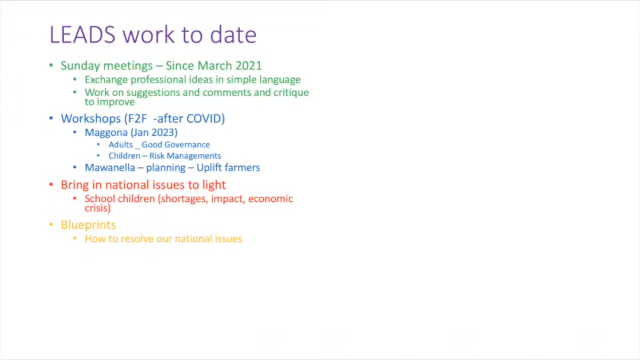 LEADS work to date
• Sunday meetings – Since March 2021
• Exchange professional ideas in simple language
• Work on suggestions and comments and critique
to improve
• Workshops (F2F -after COVID)
• Maggona (Jan 2023)
• Adults _ Good Governance
• Children – Risk Managements
• Mawanella – planning – Uplift farmers
• Bring in national issues to light
• School children (shortages, impact, economic
crisis)
• Blueprints
• How to resolve our national issues